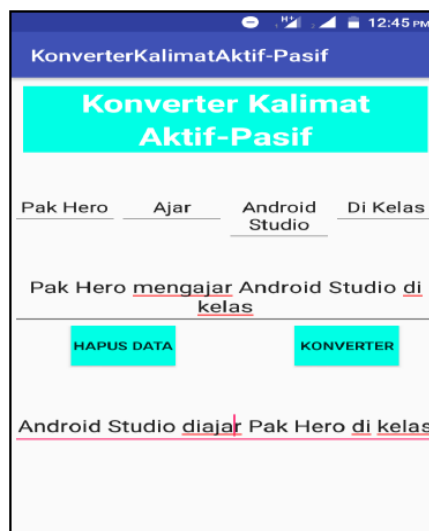 12:45 PM
KonverterKalimatAktif-Pasif
Konverter Kalimat
Aktif-Pasif
Pak Hero Ajar Android Di Kelas
Studio
Pak Hero mengajar Android Studio di
kelas
HAPUS DATA KONVERTER
Android Studio diajar Pak Hero di kelas